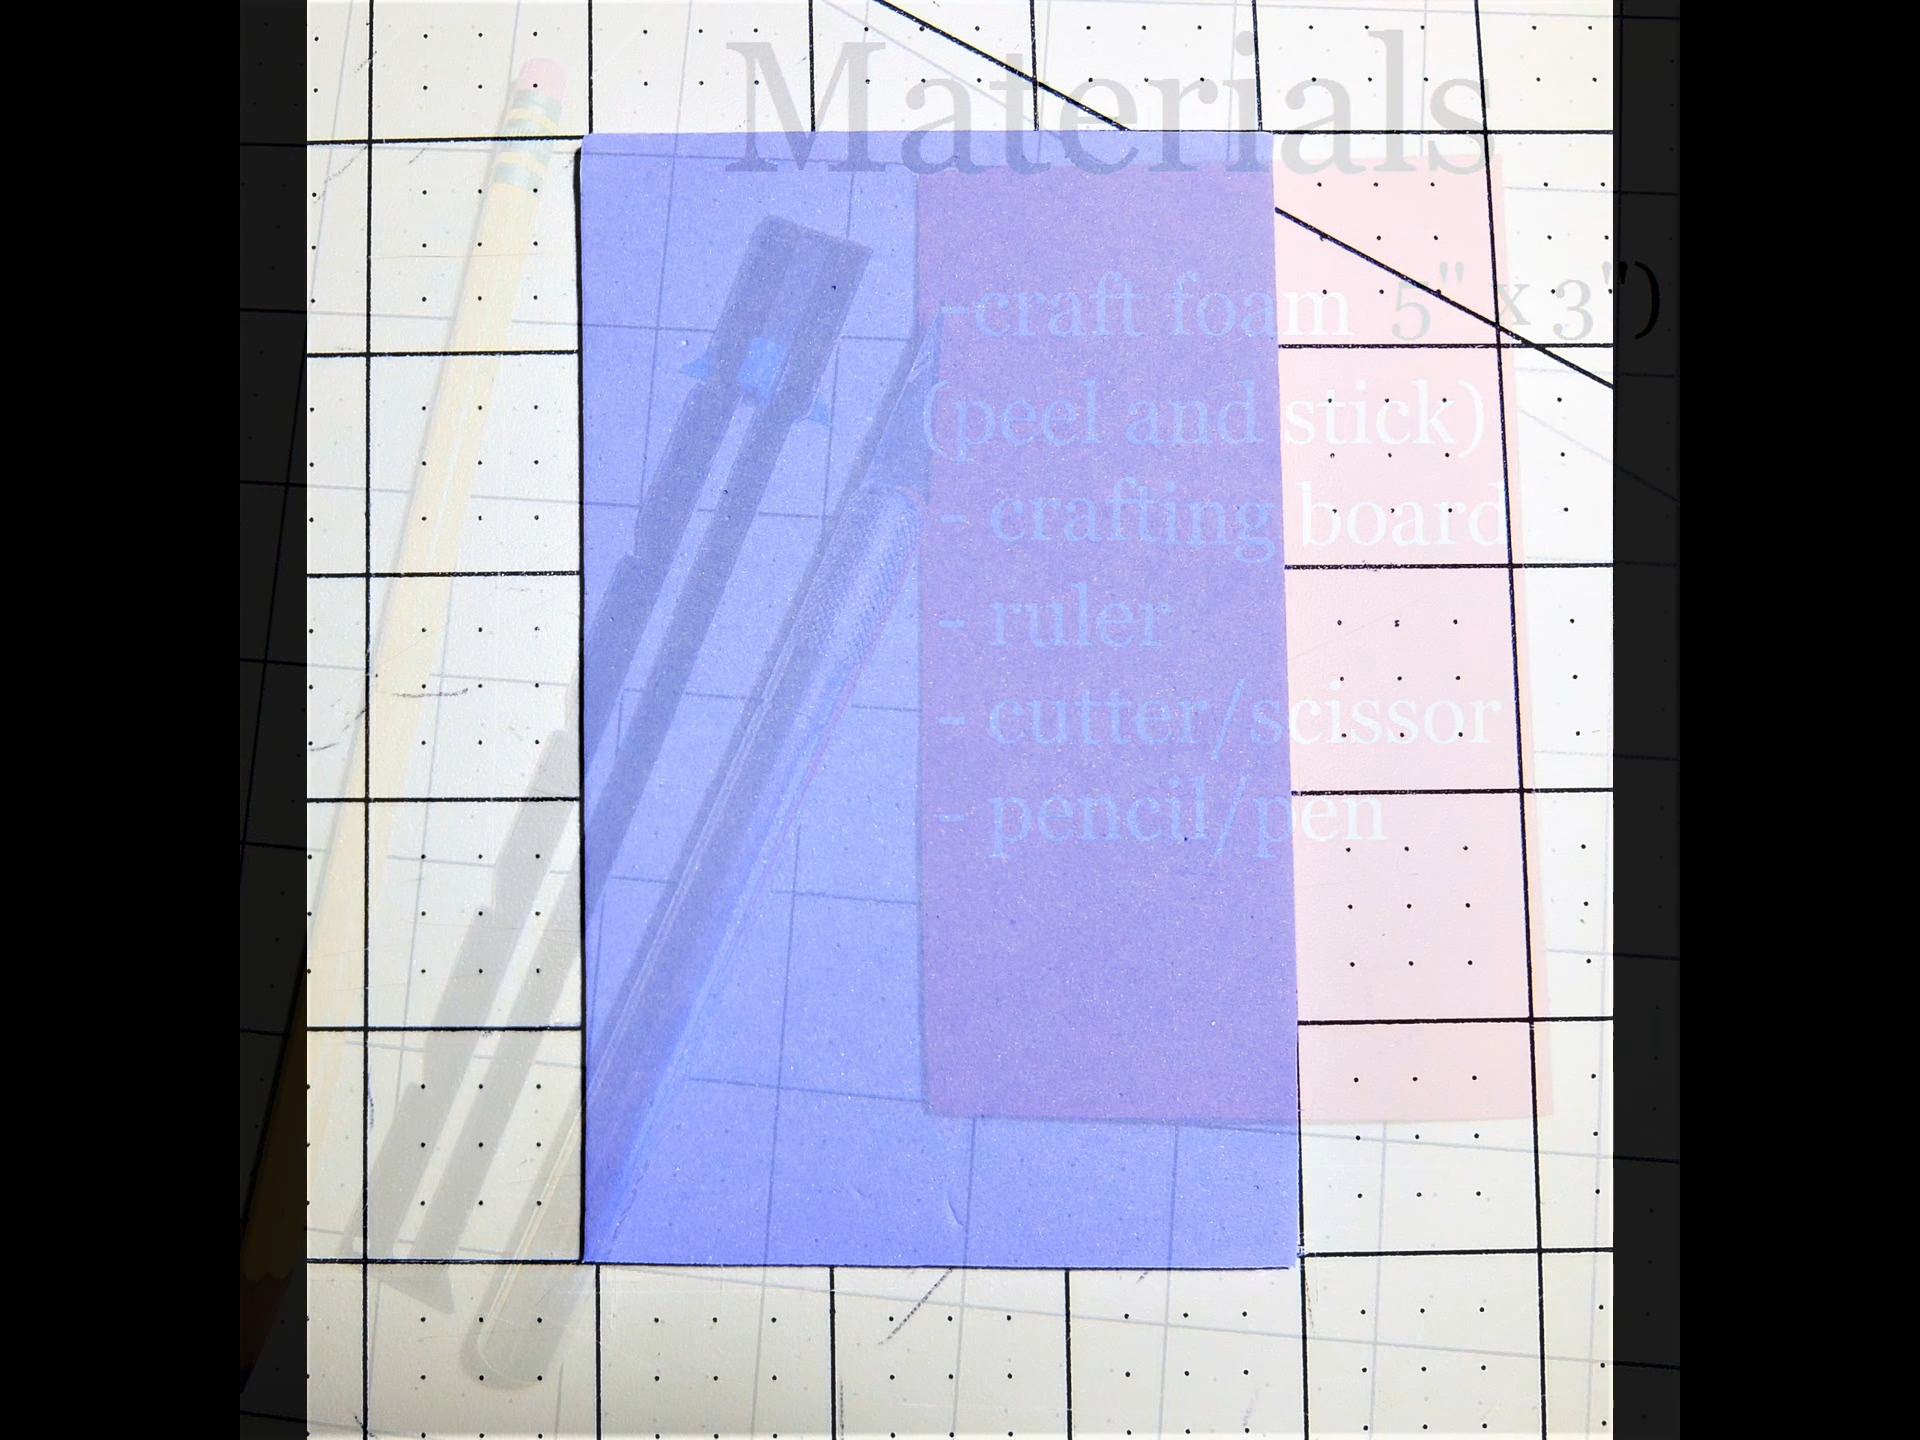 Materials
-craft foam 5" x 3")
(peel and stick)
- crafting board
- ruler
- cutter/scissor
- pencil/pen